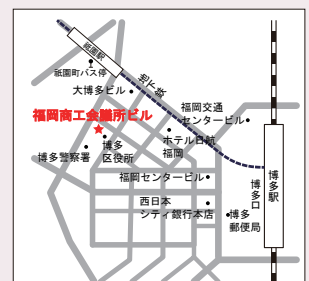 祇園駅
祇園町バス停
大博多ビル
地下鉄
福岡交通
センタービル
福岡商工会議所ビル
博多
区役所
博多警察署
ホテル日航
福岡
福岡センタービル
博多駅
博多口
西日本
シティ銀行本店
博多
郵便局